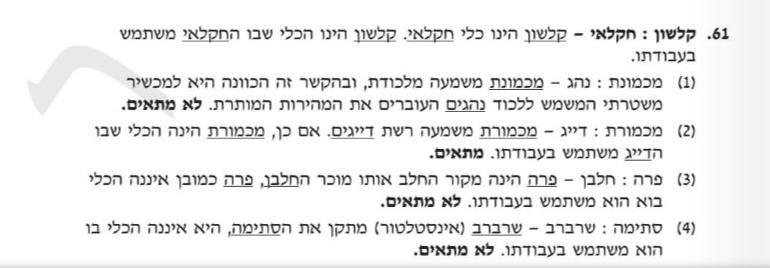 61. קלשון : חקלאי – קלשון הינו כלי חקלאי. קלשון הינו הכלי שבו החקלאי משתמש
בעבודתו.
(1) מכמונת : נהג – מכמונת משמעה מלכודת, ובהקשר זה הכוונה היא למכשיר
משטרתי המשמש ללכוד נהגים העוברים את המהירות המותרת. לא מתאים.
(2) מכמורת : דייג – מכמורת משמעה רשת דייגים. אם כן, מכמורת הינה הכלי שבו
הדייג משתמש בעבודתו. מתאים.
(3) פרה : חלבן – פרה הינה מקור החלב אותו מוכר החלבן, פרה כמובן איננה הכלי
בוא הוא משתמש בעבודתו. לא מתאים.
(4) סתימה : שרברב – שרברב (אינסטלטור) מתקן את הסתימה, היא איננה הכלי בו
הוא משתמש בעבודתו. לא מתאים.